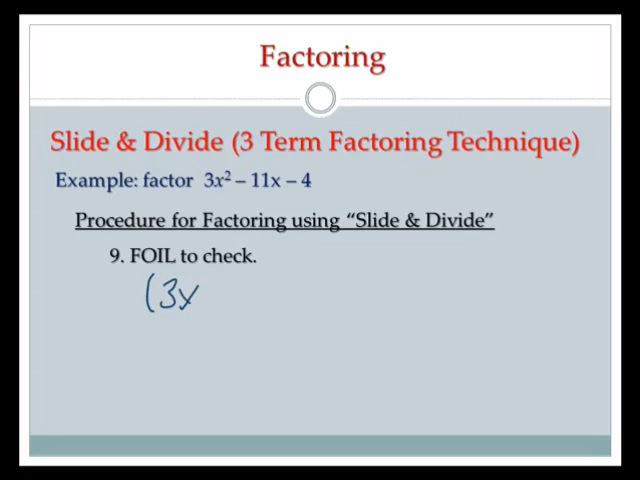 Factoring
Slide & Divide (3 Term Factoring Technique)
Example: factor 3x² – 11x – 4
Procedure for Factoring using “Slide & Divide”
9. FOIL to check.
(3x